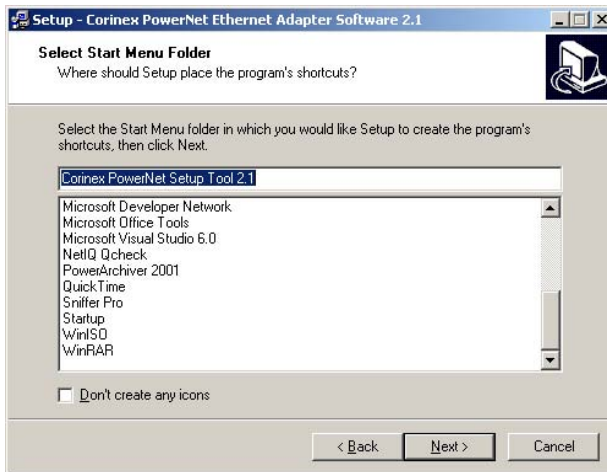 Setup - Corinex PowerNet Ethernet Adapter Software 2.1
Select Start Menu Folder
Where should Setup place the program's shortcuts?
Select the Start Menu folder in which you would like Setup to create the program's
shortcuts, then click Next.
Corinex PowerNet Setup Tool 2.1
Microsoft Developer Network
Microsoft Office Tools
Microsoft Visual Studio 6.0
NetIQ Qcheck
PowerArchiver 2001
QuickTime
Sniffer Pro
Startup
WinISO
WinRAR
Don't create any icons
< Back Next > Cancel